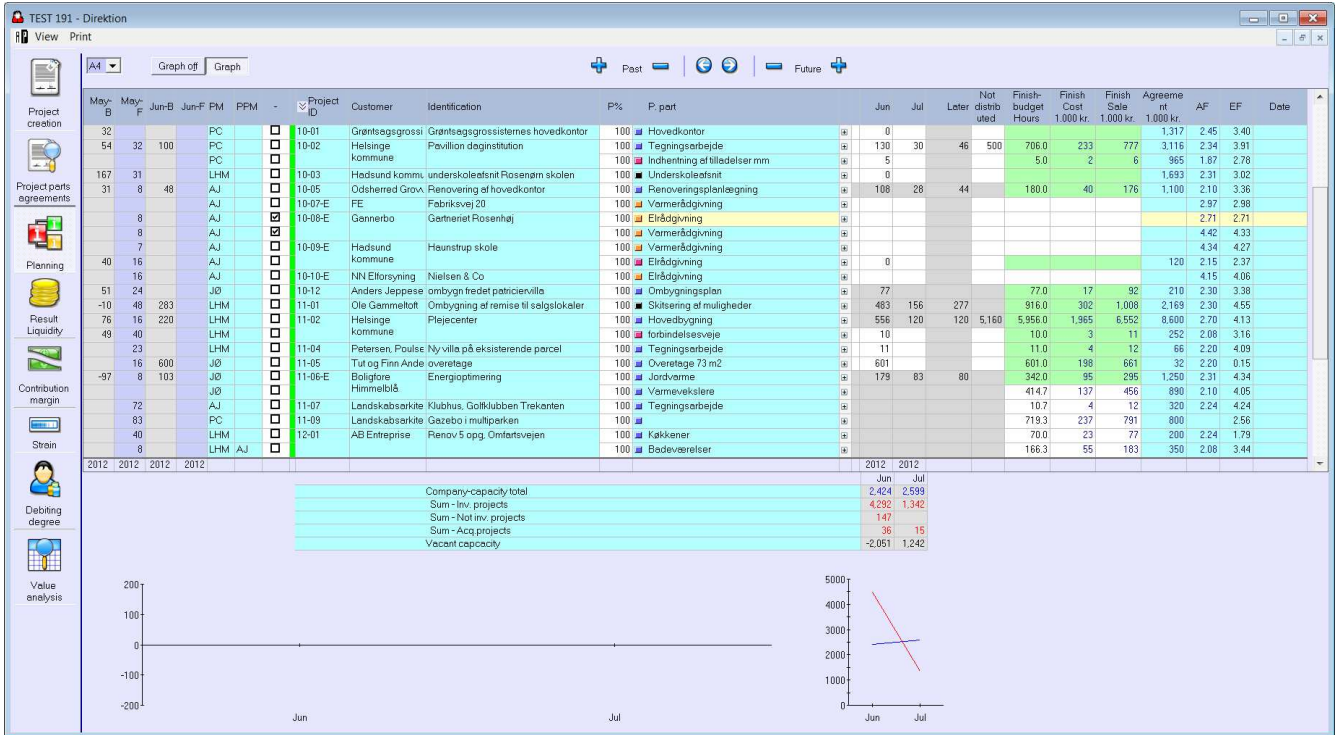 TEST 191 - Direktion
View Print
A4 Graph off Graph Past Future
Project creation
Project parts agreements
Planning
Result Liquidity
Contribution margin
Strain
Debiting degree
Value analysis
May-B May-F Jun-B Jun-F PM PPM - Project ID Customer Identification P% P. part Jun Jul Later Not distrib uted Finish-budget Hours Finish Cost 1.000 kr. Finish Sale 1.000 kr. Agreeme nt 1.000 kr. AF EF Date
32 PC 10-01 Grøntsagsgrossi Grøntsagsgrossisternes hovedkontor 100 Hovedkontor 0 1,317 2.45 3.40
54 32 100 PC 10-02 Helsinge kommune Pavillion daginstitution 100 Tegningsarbejde 130 30 46 500 706.0 233 777 3,116 2.34 3.91
PC 100 Indhentning af tilladelser mm 5 5.0 2 6 965 1.87 2.78
167 31 LHM 10-03 Hadsund kommu underskoleafsnit Rosenørn skolen 100 Underskoleafsnit 0 1,693 2.31 3.02
31 8 48 AJ 10-05 Odsherred Grov Renovering af hovedkontor 100 Renoveringsplanlægning 108 28 44 180.0 40 176 1,100 2.10 3.36
AJ 10-07-E FE Fabriksvej 20 100 Varmerådgivning 2.97 2.98
8 AJ 10-08-E Gannerbo Gartneriet Rosenhøj 100 Elrådgivning 2.71 2.71
8 AJ 100 Varmerådgivning 4.42 4.33
7 AJ 10-09-E Hadsund kommune Haunstrup skole 100 Varmerådgivning 4.34 4.27
40 16 AJ 100 Elrådgivning 0 120 2.15 2.37
16 AJ 10-10-E NN Elforsyning Nielsen & Co 100 Elrådgivning 4.15 4.06
51 24 JØ 10-12 Anders Jeppese ombygn fredet patriciervilla 100 Ombygningsplan 77 77.0 17 92 210 2.30 3.38
-10 48 283 LHM 11-01 Ole Gammeltoft Ombygning af remise til salgslokaler 100 Skitsering af muligheder 483 156 277 916.0 302 1,008 2,169 2.30 4.55
76 16 220 LHM 11-02 Helsinge kommune Plejecenter 100 Hovedbygning 556 120 120 5,160 5,956.0 1,965 6,552 8,600 2.70 4.13
49 40 LHM 100 forbindelsesveje 10 10.0 3 11 252 2.08 3.16
23 LHM 11-04 Petersen, Poulse Ny villa på eksisterende parcel 100 Tegningsarbejde 11 11.0 4 12 66 2.20 4.09
16 600 JØ 11-05 Tut og Finn Ande overetage 100 Overetage 73 m2 601 601.0 198 661 32 2.20 0.15
-97 8 103 JØ 11-06-E Boligfore Himmelblå Energioptimering 100 Jordvarme 179 83 80 342.0 95 295 1,250 2.31 4.34
JØ 100 Varmevekslere 414.7 137 456 890 2.10 4.05
72 AJ 11-07 Landskabsarkite Klubhus, Golfklubben Trekanten 100 Tegningsarbejde 10.7 4 12 320 2.24 4.24
83 PC 11-09 Landskabsarkite Gazebo i multiparken 100 719.3 237 791 800 2.56
40 LHM 12-01 AB Entreprise Renov 5 opg, Omfartsvejen 100 Køkkener 70.0 23 77 200 2.24 1.79
8 LHM AJ 100 Badeværelser 166.3 55 183 350 2.08 3.44
2012 2012 2012 2012 2012 2012
Jun Jul
Company-capacity total 2,424 2,599
Sum - Inv. projects 4,292 1,342
Sum - Not inv. projects 147
Sum - Acq.projects 36 15
Vacant capcacity -2,051 1,242
200
100
0
-100
-200
Jun Jul
5000
4000
3000
2000
1000
0
Jun Jul